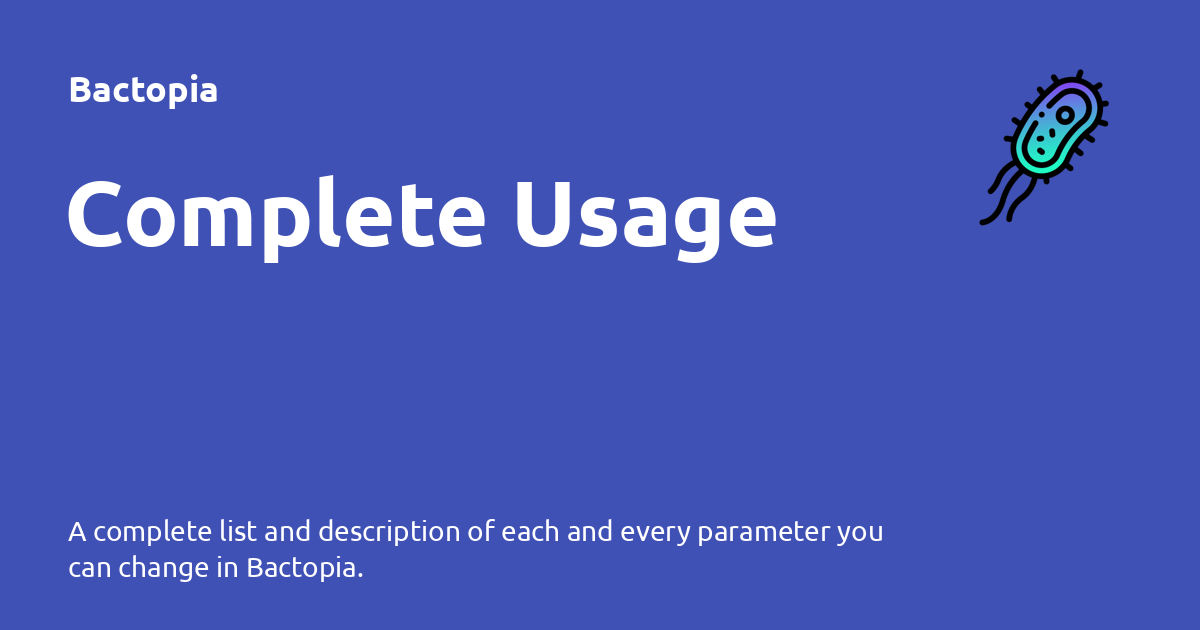 Bactopia
Complete Usage
A complete list and description of each and every parameter you
can change in Bactopia.